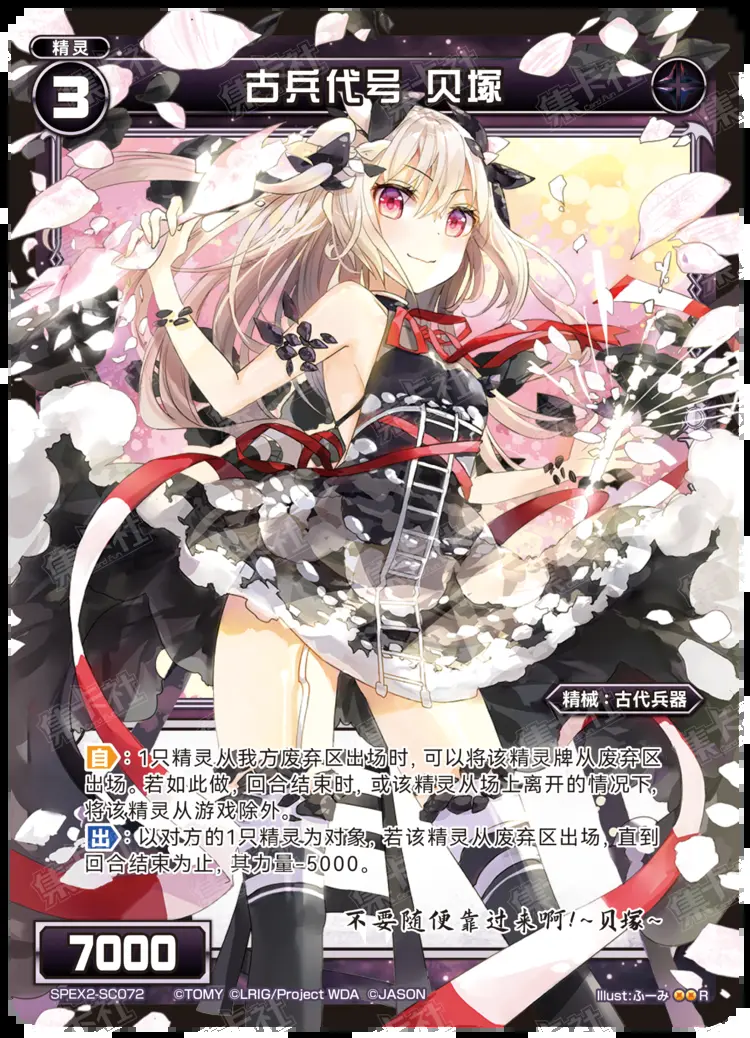 精灵
3
古兵代号 贝塚
精械：古代兵器
自：1只精灵从我方废弃区出场时, 可以将该精灵牌从废弃区
出场。若如此做, 回合结束时, 或该精灵从场上离开的情况下,
将该精灵从游戏除外。
出：以对方的1只精灵为对象, 若该精灵从废弃区出场, 直到
回合结束为止, 其力量-5000。
不要随便靠过来啊!~贝塚~
7000
SPEX2-SC072 ©TOMY ©LRIG/Project WDA ©JASON Illust:ふーみ R
集卡社